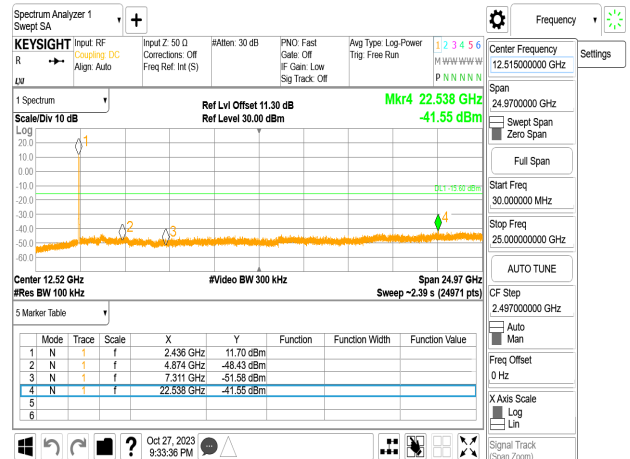 Spectrum Analyzer 1
Swept SA
Frequency
KEYSIGHT
R
Input: RF
Coupling: DC
Align: Auto
Input Z: 50 Ω
Corrections: Off
Freq Ref: Int (S)
#Atten: 30 dB
PNO: Fast
Gate: Off
IF Gain: Low
Sig Track: Off
Avg Type: Log-Power
Trig: Free Run
1 2 3 4 5 6
M W W W W W
P N N N N N
1 Spectrum
Scale/Div 10 dB
Ref Lvl Offset 11.30 dB
Ref Level 30.00 dBm
Mkr4 22.538 GHz
-41.55 dBm
Log
20.0
10.0
0.00
-10.0
-20.0
-30.0
-40.0
-50.0
-60.0
1
2
3
4
DL1 -15.60 dBm
Center 12.52 GHz
#Res BW 100 kHz
#Video BW 300 kHz
Span 24.97 GHz
Sweep ~2.39 s (24971 pts)
5 Marker Table
Mode Trace Scale X Y Function Function Width Function Value
1 N 1 f 2.436 GHz 11.70 dBm
2 N 1 f 4.874 GHz -48.43 dBm
3 N 1 f 7.311 GHz -51.58 dBm
4 N 1 f 22.538 GHz -41.55 dBm
5
6
?
Oct 27, 2023
9:33:36 PM
Settings
Center Frequency
12.515000000 GHz
Span
24.9700000 GHz
Swept Span
Zero Span
Full Span
Start Freq
30.000000 MHz
Stop Freq
25.000000000 GHz
AUTO TUNE
CF Step
2.497000000 GHz
Auto
Man
Freq Offset
0 Hz
X Axis Scale
Log
Lin
Signal Track
(Span Zoom)